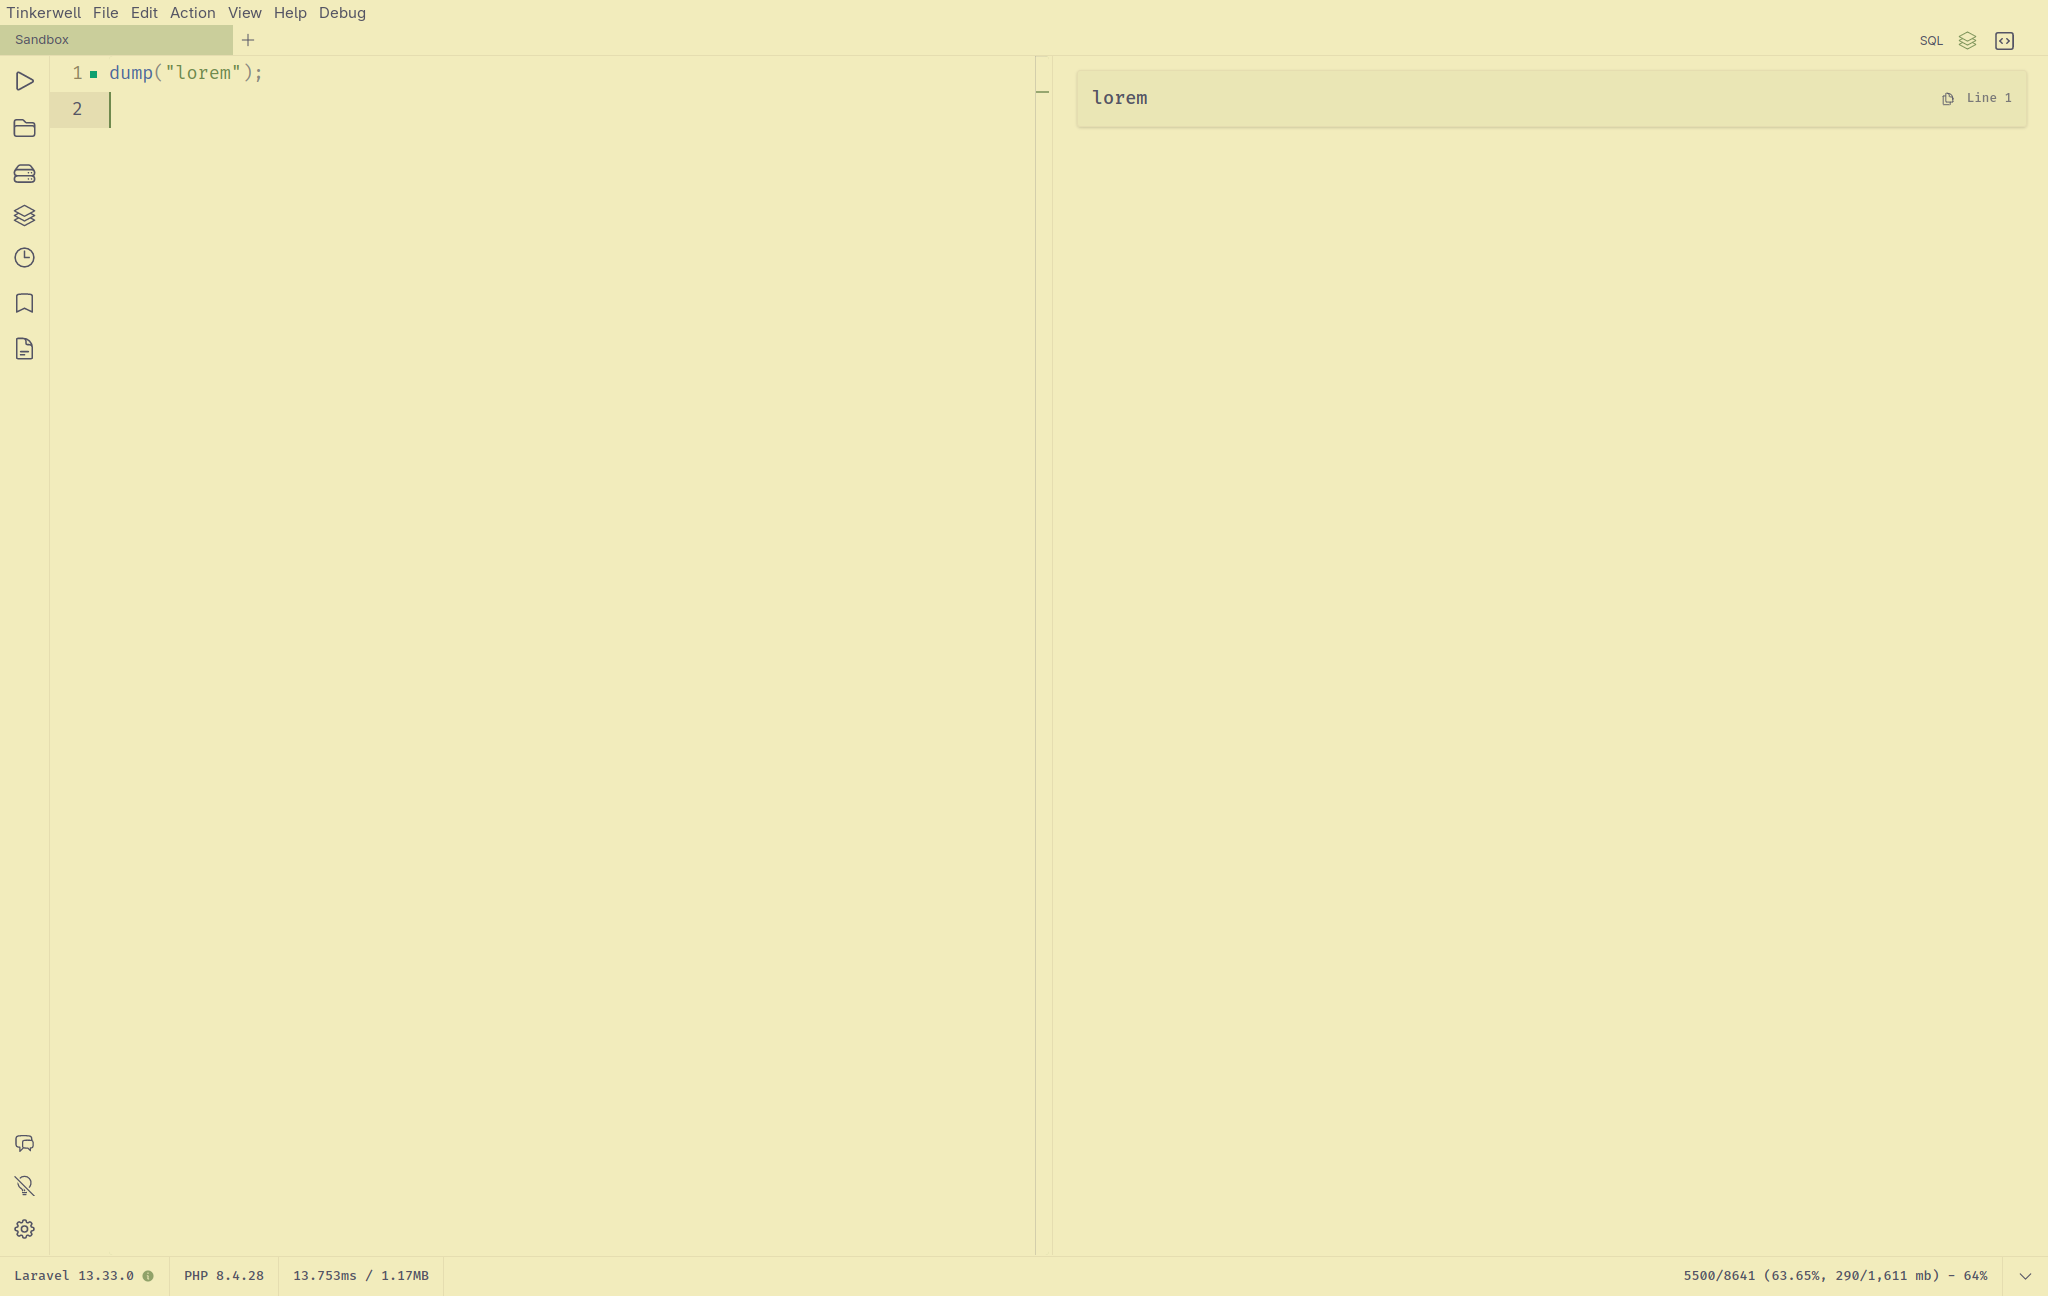 Tinkerwell File Edit Action View Help Debug
Sandbox
SQL
1 dump("lorem");
2
lorem
Line 1
Laravel 13.33.0
PHP 8.4.28
13.753ms / 1.17MB
5500/8641 (63.65%, 290/1,611 mb) - 64%